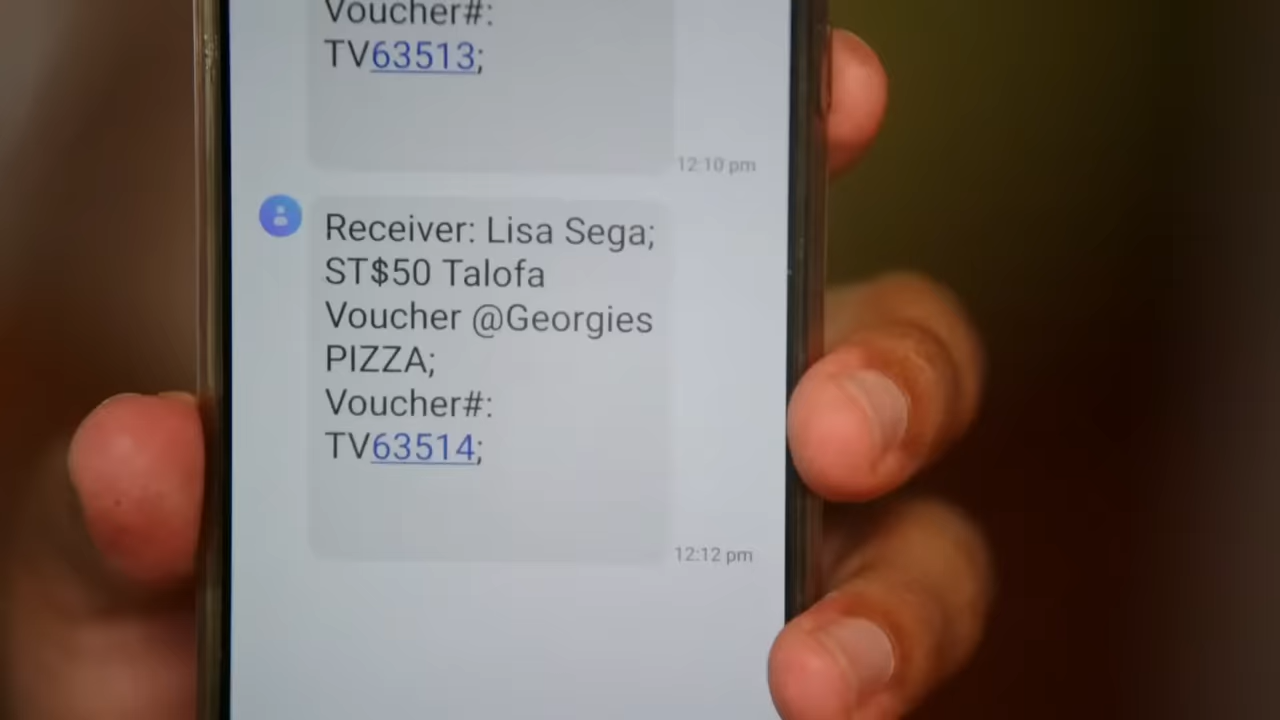 Voucher#:
TV63513;
12:10 pm
Receiver: Lisa Sega;
ST$50 Talofa
Voucher @Georgies
PIZZA;
Voucher#:
TV63514;
12:12 pm